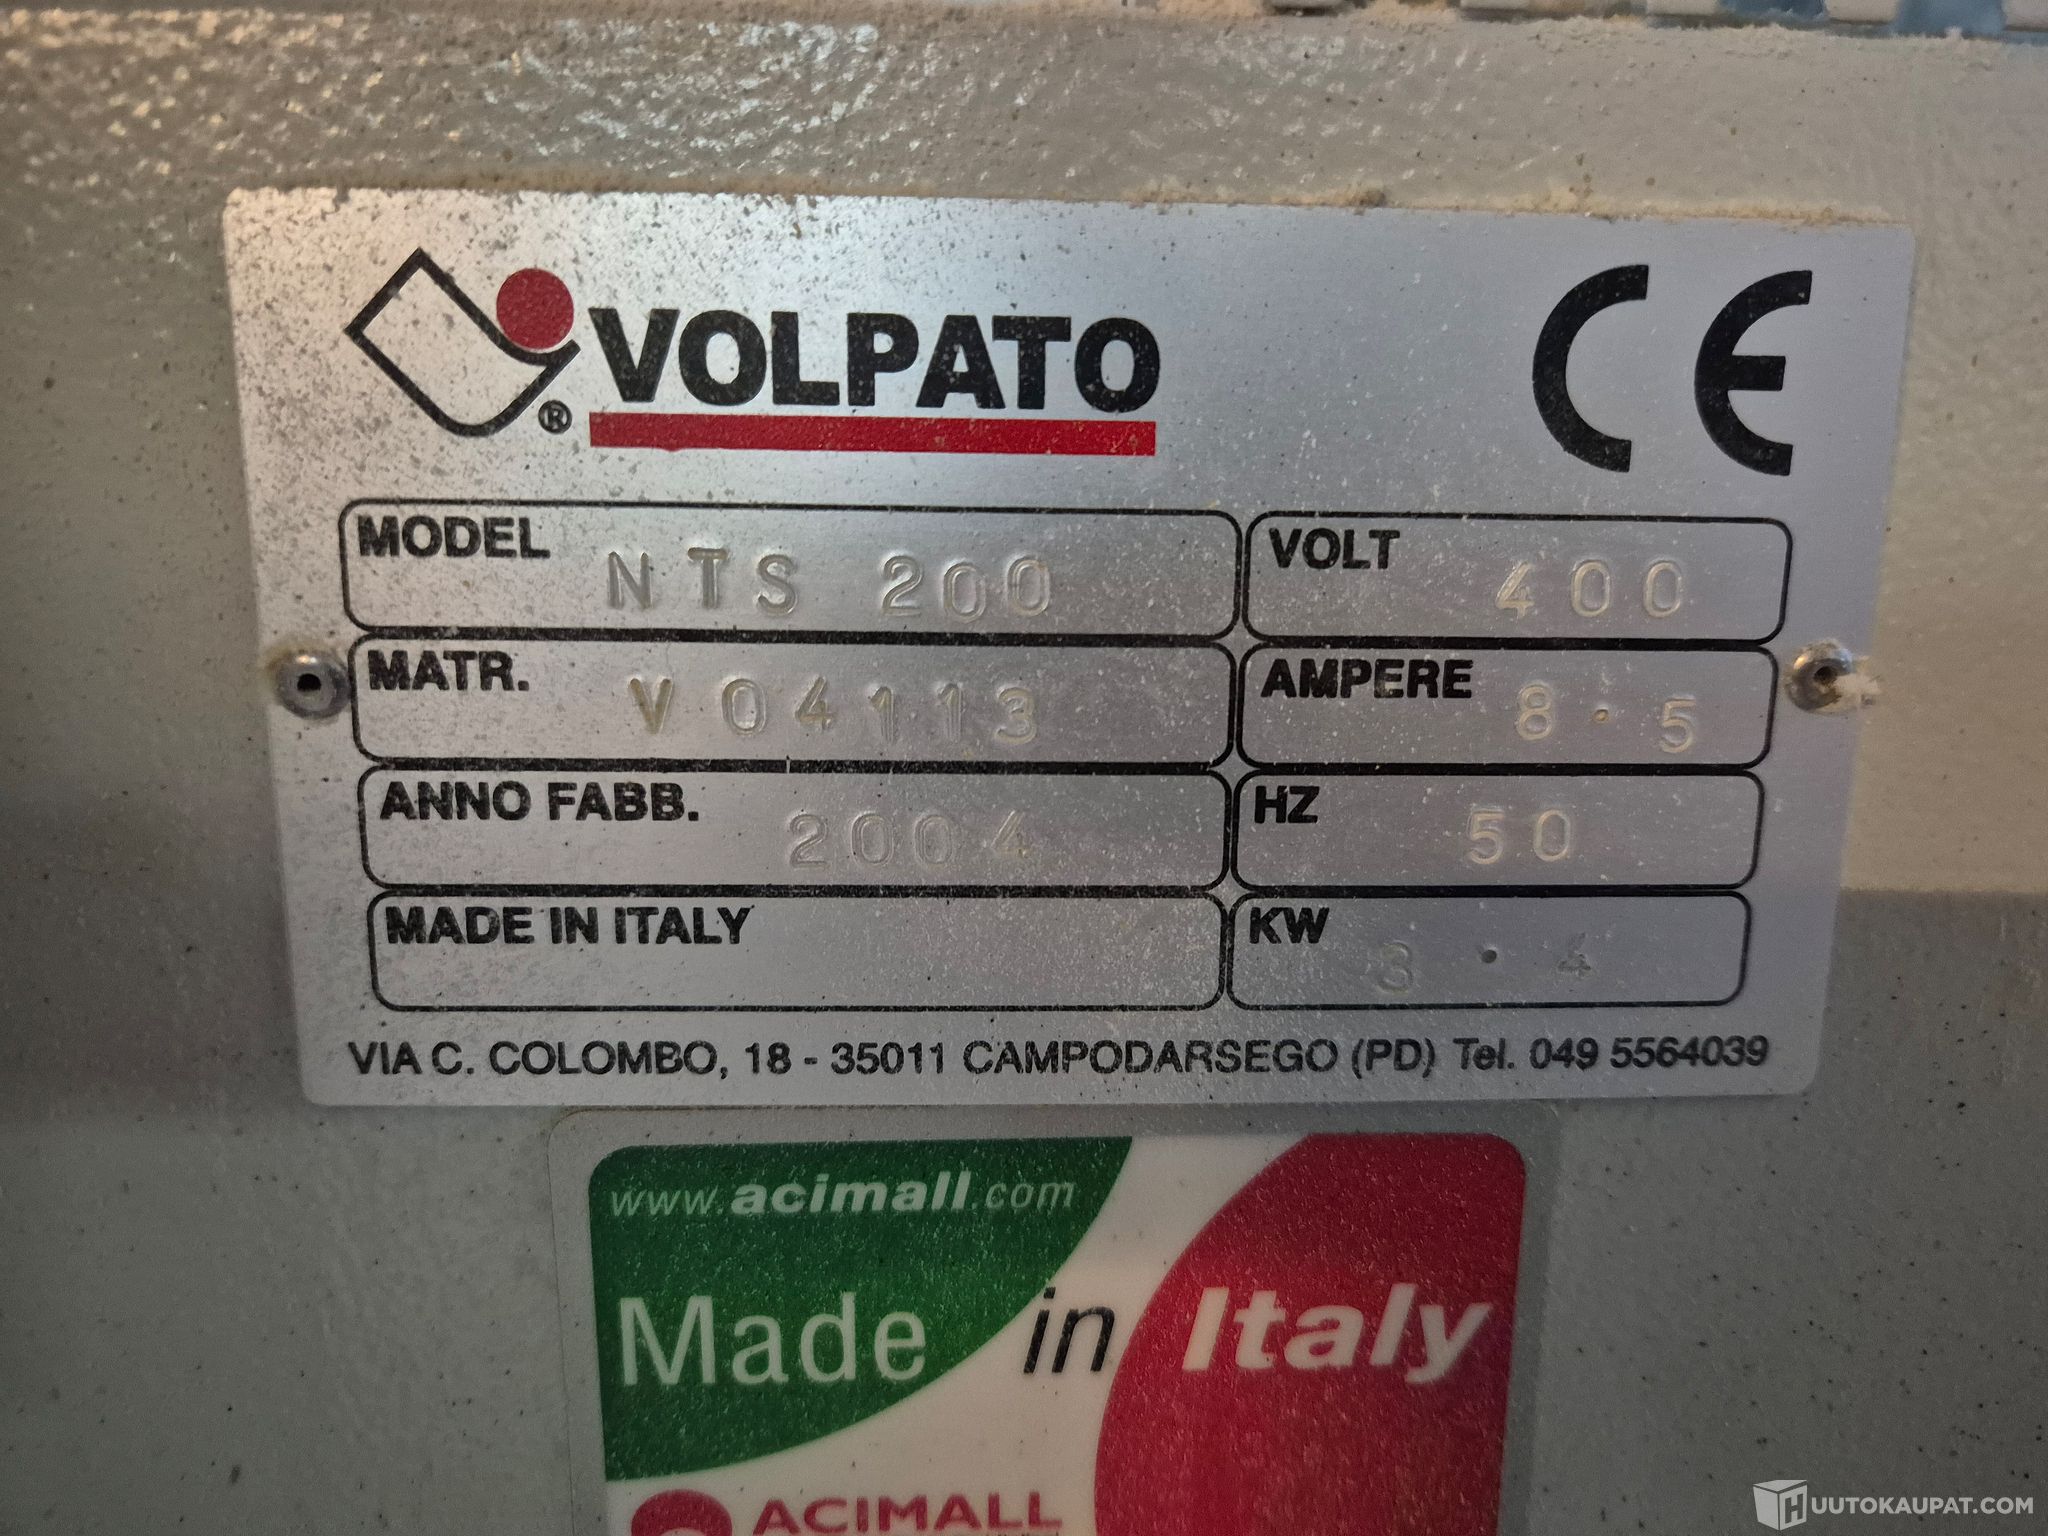 ® VOLPATO
CE
MODEL NTS 200
VOLT 400
MATR. V04113
AMPERE 8.5
ANNO FABB. 2004
HZ 50
MADE IN ITALY
KW 3.4
VIA C. COLOMBO, 18 - 35011 CAMPODARSEGO (PD) Tel. 049 5564039
www.acimall.com
Made in Italy
ACIMALL
HUUTOKAUPAT.COM